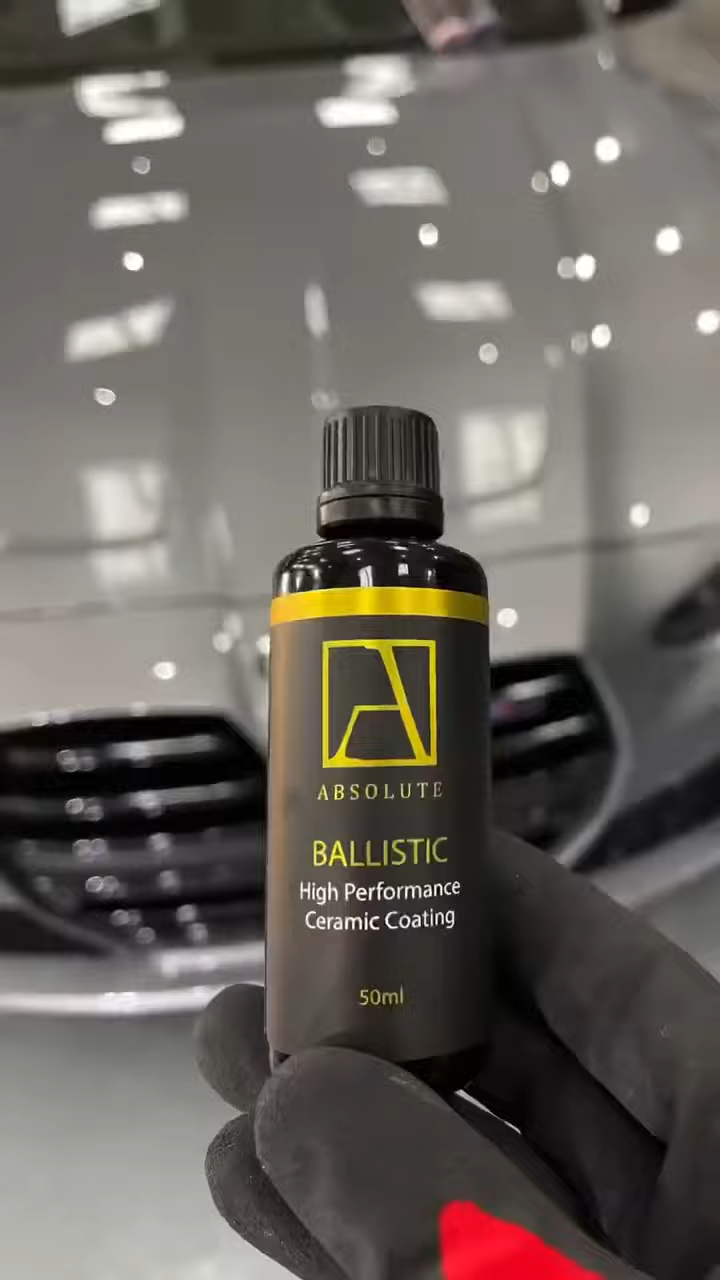 A
ABSOLUTE
BALLISTIC
High Performance
Ceramic Coating
50ml